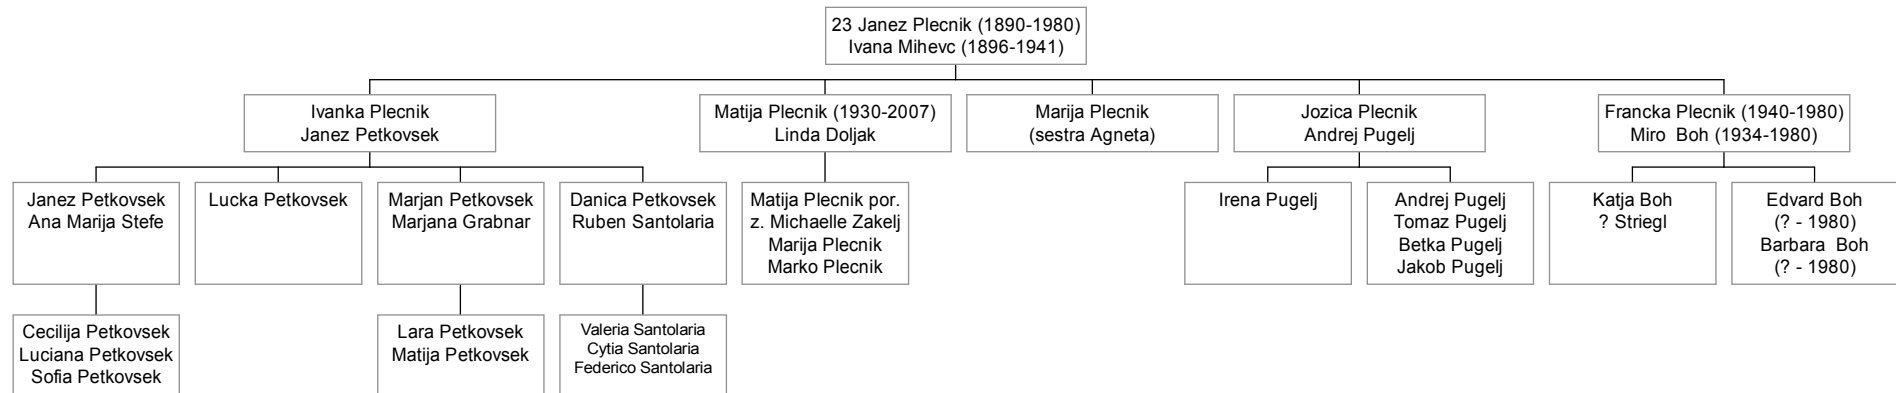 23 Janez Plecnik (1890-1980)
Ivana Mihevc (1896-1941)
Ivanka Plecnik
Janez Petkovsek
Matija Plecnik (1930-2007)
Linda Doljak
Marija Plecnik
(sestra Agneta)
Jozica Plecnik
Andrej Pugelj
Francka Plecnik (1940-1980)
Miro Boh (1934-1980)
Janez Petkovsek
Ana Marija Stefe
Lucka Petkovsek
Marjan Petkovsek
Marjana Grabnar
Danica Petkovsek
Ruben Santolaria
Matija Plecnik por.
z. Michaelle Zakelj
Marija Plecnik
Marko Plecnik
Irena Pugelj
Andrej Pugelj
Tomaz Pugelj
Betka Pugelj
Jakob Pugelj
Katja Boh
? Striegl
Edvard Boh
(? - 1980)
Barbara Boh
(? - 1980)
Cecilija Petkovsek
Luciana Petkovsek
Sofia Petkovsek
Lara Petkovsek
Matija Petkovsek
Valeria Santolaria
Cytia Santolaria
Federico Santolaria